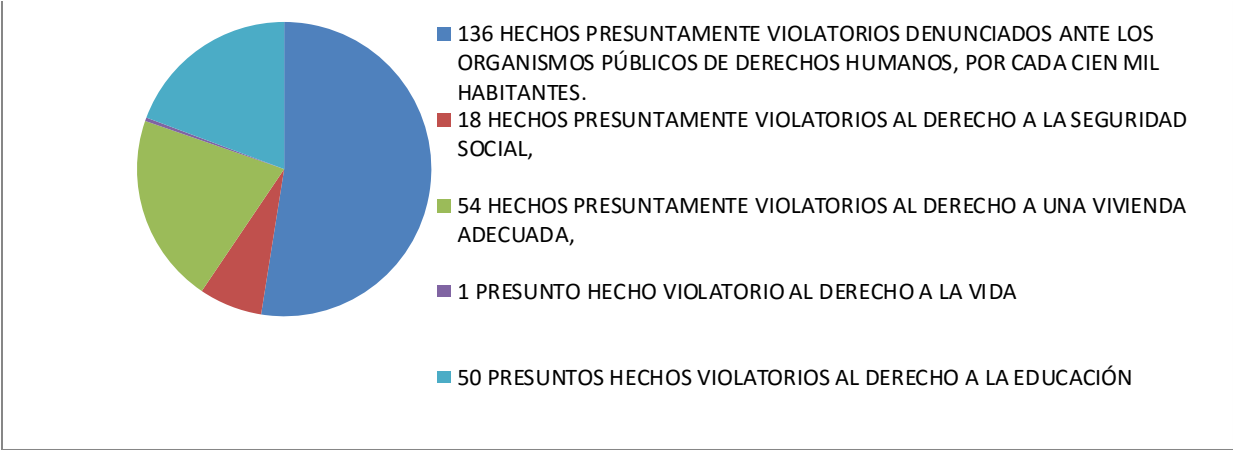 136 HECHOS PRESUNTAMENTE VIOLATORIOS DENUNCIADOS ANTE LOS
ORGANISMOS PÚBLICOS DE DERECHOS HUMANOS, POR CADA CIEN MIL
HABITANTES.
18 HECHOS PRESUNTAMENTE VIOLATORIOS AL DERECHO A LA SEGURIDAD
SOCIAL,
54 HECHOS PRESUNTAMENTE VIOLATORIOS AL DERECHO A UNA VIVIENDA
ADECUADA,
1 PRESUNTO HECHO VIOLATORIO AL DERECHO A LA VIDA
50 PRESUNTOS HECHOS VIOLATORIOS AL DERECHO A LA EDUCACIÓN